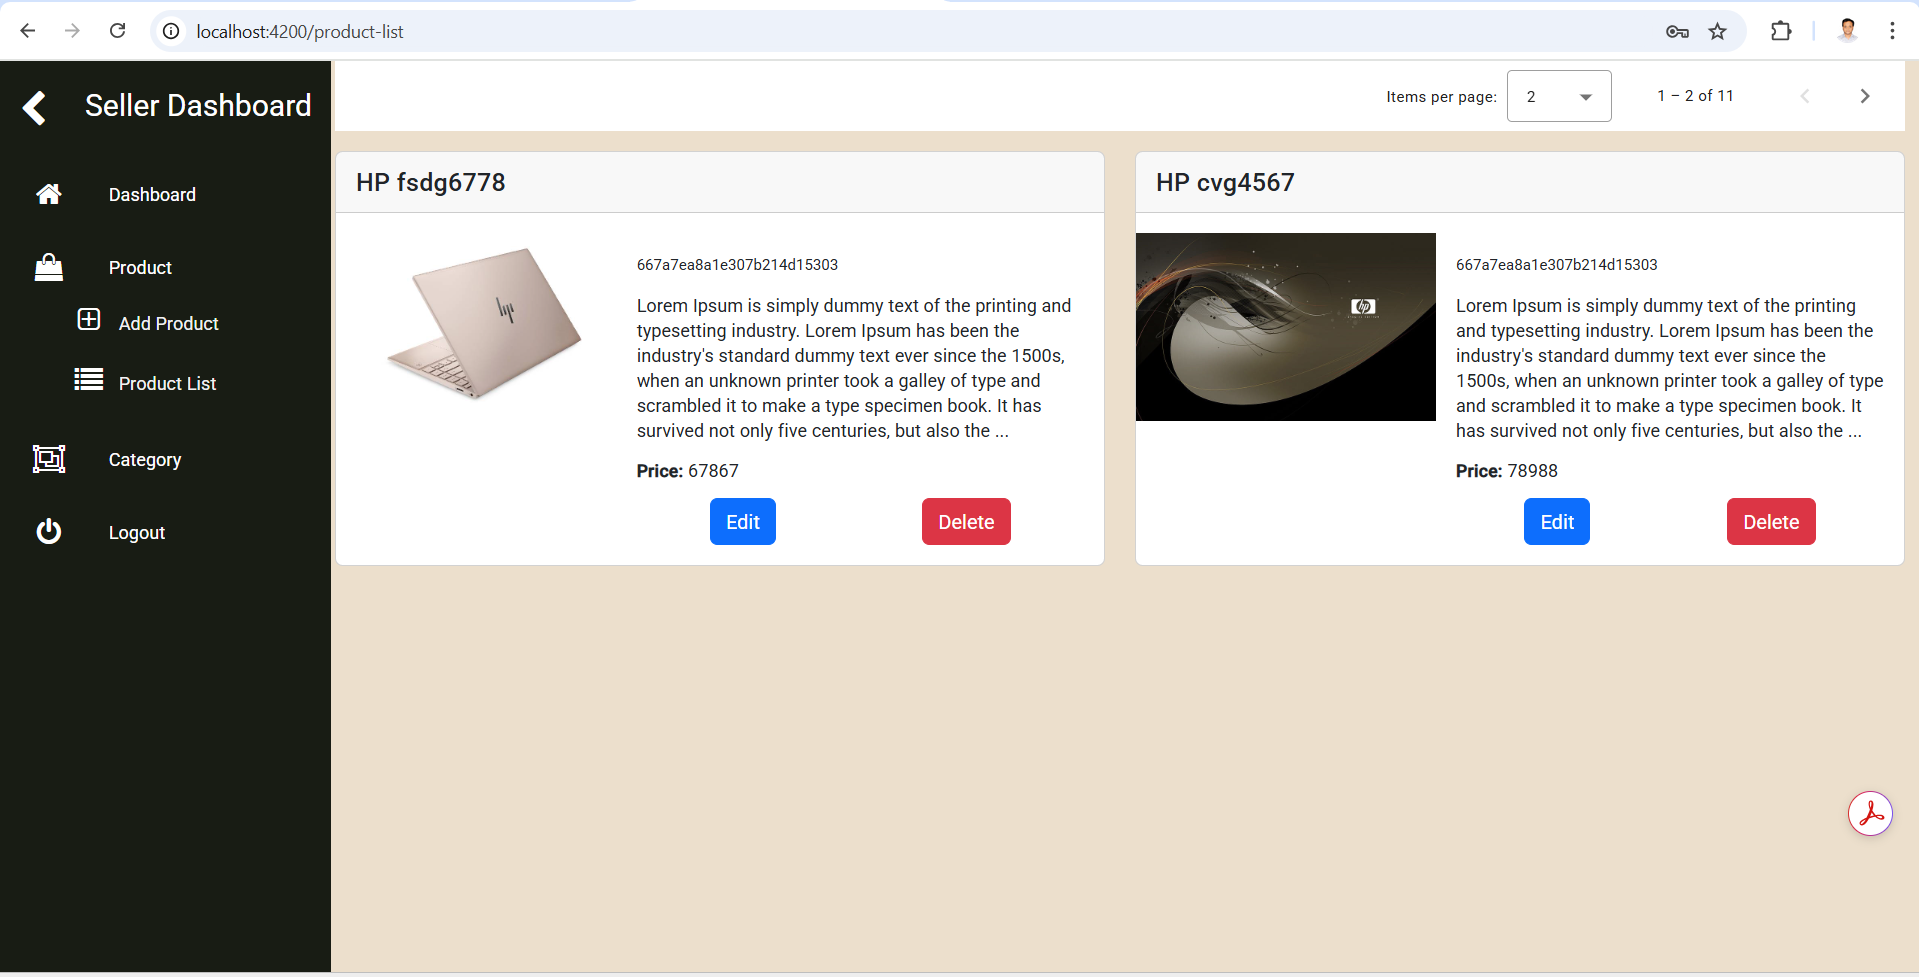 localhost:4200/product-list
Seller Dashboard
Dashboard
Product
Add Product
Product List
Category
Logout
Items per page: 2 1 – 2 of 11
HP fsdg6778
hp
667a7ea8a1e307b214d15303
Lorem Ipsum is simply dummy text of the printing and
typesetting industry. Lorem Ipsum has been the
industry's standard dummy text ever since the 1500s,
when an unknown printer took a galley of type and
scrambled it to make a type specimen book. It has
survived not only five centuries, but also the ...
Price: 67867
Edit Delete
HP cvg4567
hp
667a7ea8a1e307b214d15303
Lorem Ipsum is simply dummy text of the printing
and typesetting industry. Lorem Ipsum has been the
industry's standard dummy text ever since the
1500s, when an unknown printer took a galley of type
and scrambled it to make a type specimen book. It
has survived not only five centuries, but also the ...
Price: 78988
Edit Delete